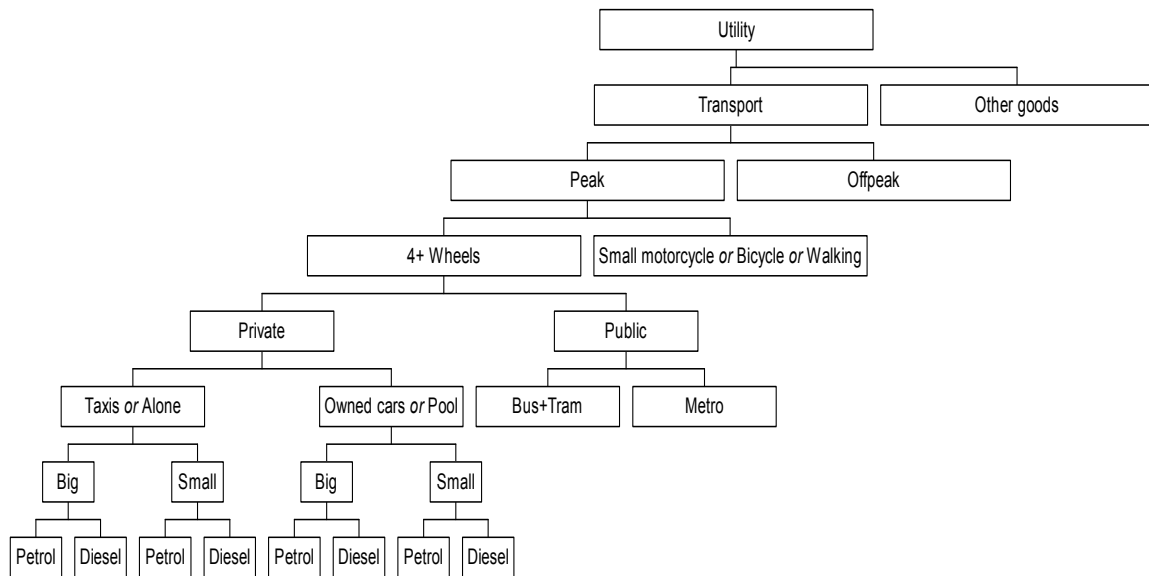 Utility
Transport
Other goods
Peak
Offpeak
4+ Wheels
Small motorcycle or Bicycle or Walking
Private
Public
Taxis or Alone
Owned cars or Pool
Bus+Tram
Metro
Big
Small
Big
Small
Petrol
Diesel
Petrol
Diesel
Petrol
Diesel
Petrol
Diesel